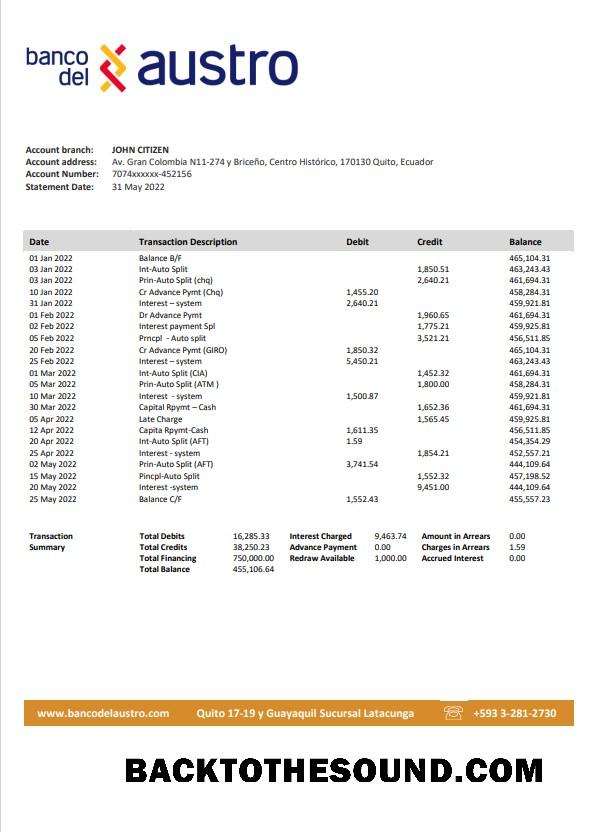 banco
del
austro
Account branch: JOHN CITIZEN
Account address: Av. Gran Colombia N11-274 y Briceño, Centro Histórico, 170130 Quito, Ecuador
Account Number: 7074xxxxxx-452156
Statement Date: 31 May 2022
Date Transaction Description Debit Credit Balance
01 Jan 2022 Balance B/F 465,104.31
03 Jan 2022 Int-Auto Split 1,850.51 463,243.43
03 Jan 2022 Prin-Auto Split (chq) 2,640.21 461,694.31
10 Jan 2022 Cr Advance Pymt (Chq) 1,455.20 458,284.31
31 Jan 2022 Interest – system 2,640.21 459,921.81
01 Feb 2022 Dr Advance Pymt 1,960.65 461,694.31
02 Feb 2022 Interest payment Spl 1,775.21 459,925.81
05 Feb 2022 Prncpl - Auto split 3,521.21 456,511.85
20 Feb 2022 Cr Advance Pymt (GIRO) 1,850.32 465,104.31
25 Feb 2022 Interest – system 5,450.21 463,243.43
01 Mar 2022 Int-Auto Split (CIA) 1,452.32 461,694.31
05 Mar 2022 Prin-Auto Split (ATM ) 1,800.00 458,284.31
10 Mar 2022 Interest - system 1,500.87 459,921.81
30 Mar 2022 Capital Rpymt – Cash 1,652.36 461,694.31
05 Apr 2022 Late Charge 1,565.45 459,925.81
12 Apr 2022 Capita Rpymt-Cash 1,611.35 456,511.85
20 Apr 2022 Int-Auto Split (AFT) 1.59 454,354.29
25 Apr 2022 Interest - system 1,854.21 452,557.21
02 May 2022 Prin-Auto Split (AFT) 3,741.54 444,109.64
15 May 2022 Pincpl-Auto Split 1,552.32 457,198.52
20 May 2022 Interest -system 9,451.00 444,109.64
25 May 2022 Balance C/F 1,552.43 455,557.23
Transaction Total Debits 16,285.33 Interest Charged 9,463.74 Amount in Arrears 0.00
Summary Total Credits 38,250.23 Advance Payment 0.00 Charges in Arrears 1.59
Total Financing 750,000.00 Redraw Available 1,000.00 Accrued Interest 0.00
Total Balance 455,106.64
www.bancodelaustro.com Quito 17-19 y Guayaquil Sucursal Latacunga +593 3-281-2730
BACKTOTHESOUND.COM